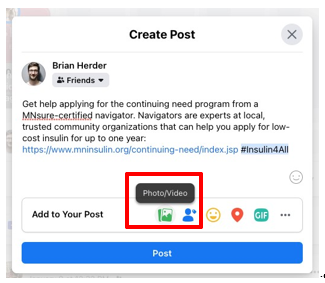 Create Post
Brian Herder
Friends
Get help applying for the continuing need program from a
MNsure-certified navigator. Navigators are experts at local,
trusted community organizations that can help you apply for low-
cost insulin for up to one year:
https://www.mninsulin.org/continuing-need/index.jsp #Insulin4All
Photo/Video
Add to Your Post
GIF
Post